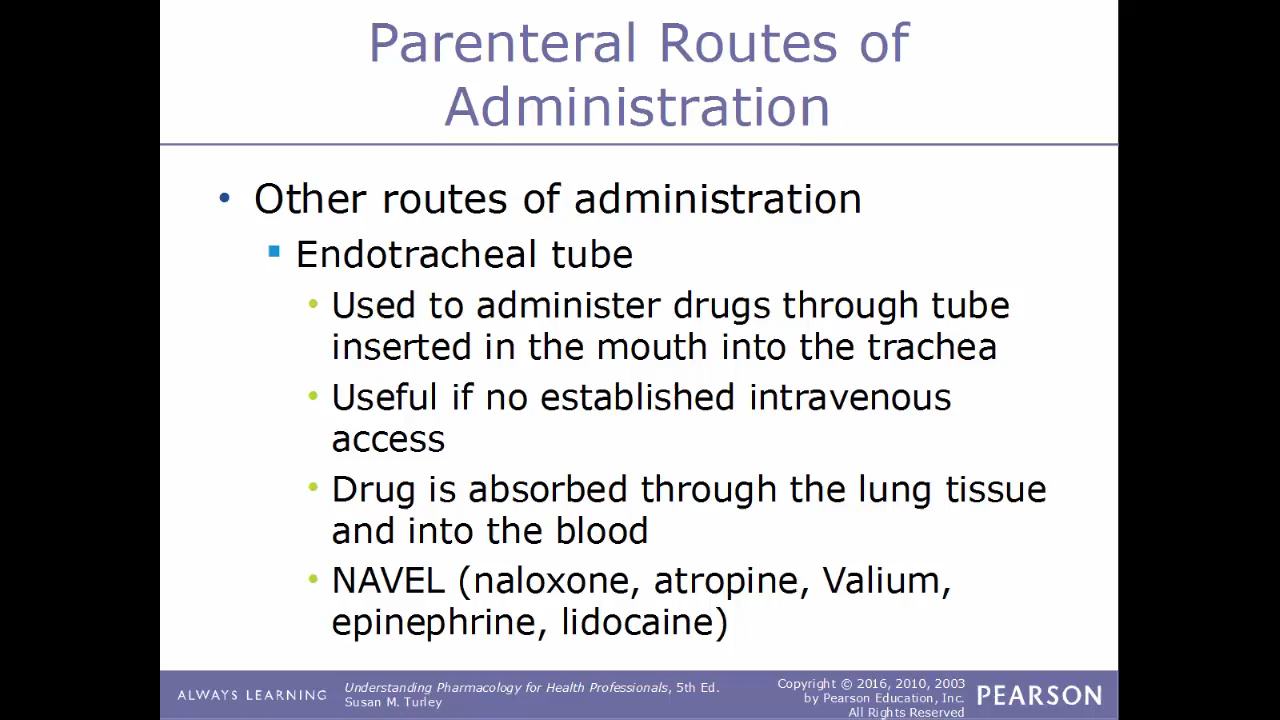 Parenteral Routes of
Administration
• Other routes of administration
▪ Endotracheal tube
• Used to administer drugs through tube
inserted in the mouth into the trachea
• Useful if no established intravenous
access
• Drug is absorbed through the lung tissue
and into the blood
• NAVEL (naloxone, atropine, Valium,
epinephrine, lidocaine)
ALWAYS LEARNING
Understanding Pharmacology for Health Professionals, 5th Ed.
Susan M. Turley
Copyright © 2016, 2010, 2003
by Pearson Education, Inc.
All Rights Reserved
PEARSON